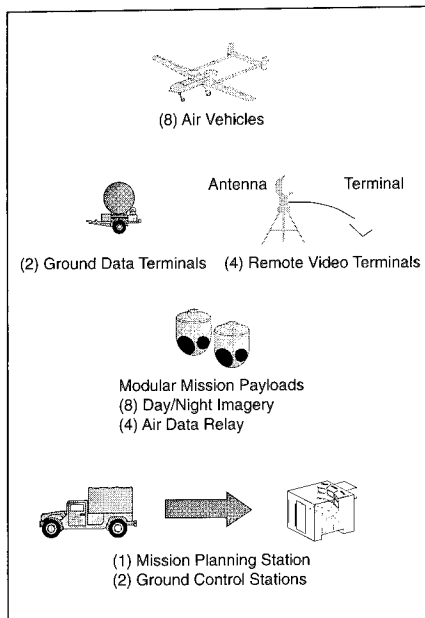 (8) Air Vehicles
Antenna
Terminal
(2) Ground Data Terminals
(4) Remote Video Terminals
Modular Mission Payloads
(8) Day/Night Imagery
(4) Air Data Relay
(1) Mission Planning Station
(2) Ground Control Stations